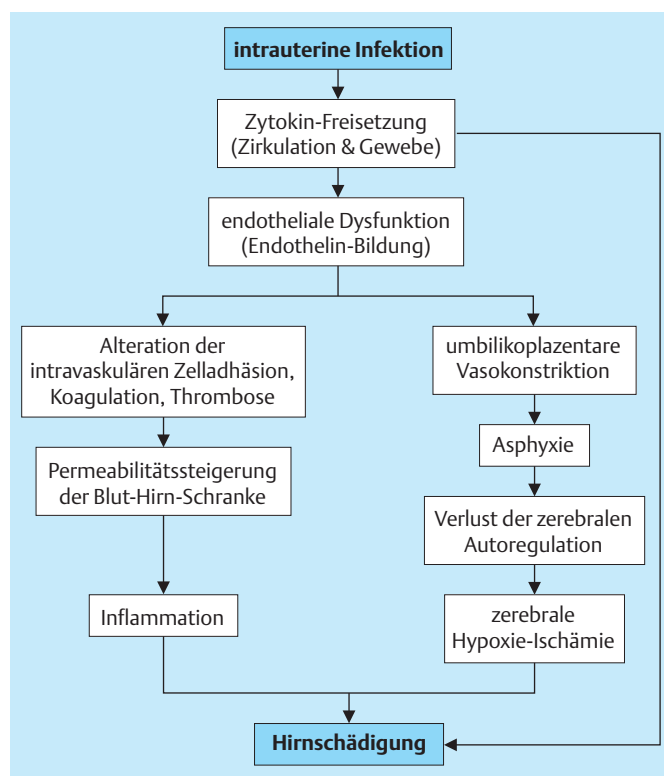 intrauterine Infektion
Zytokin-Freisetzung
(Zirkulation & Gewebe)
endotheliale Dysfunktion
(Endothelin-Bildung)
Alteration der
intravaskulären Zelladhäsion,
Koagulation, Thrombose
Permeabilitätssteigerung
der Blut-Hirn-Schranke
Inflammation
umbilikoplazentare
Vasokonstriktion
Asphyxie
Verlust der zerebralen
Autoregulation
zerebrale
Hypoxie-Ischämie
Hirnschädigung